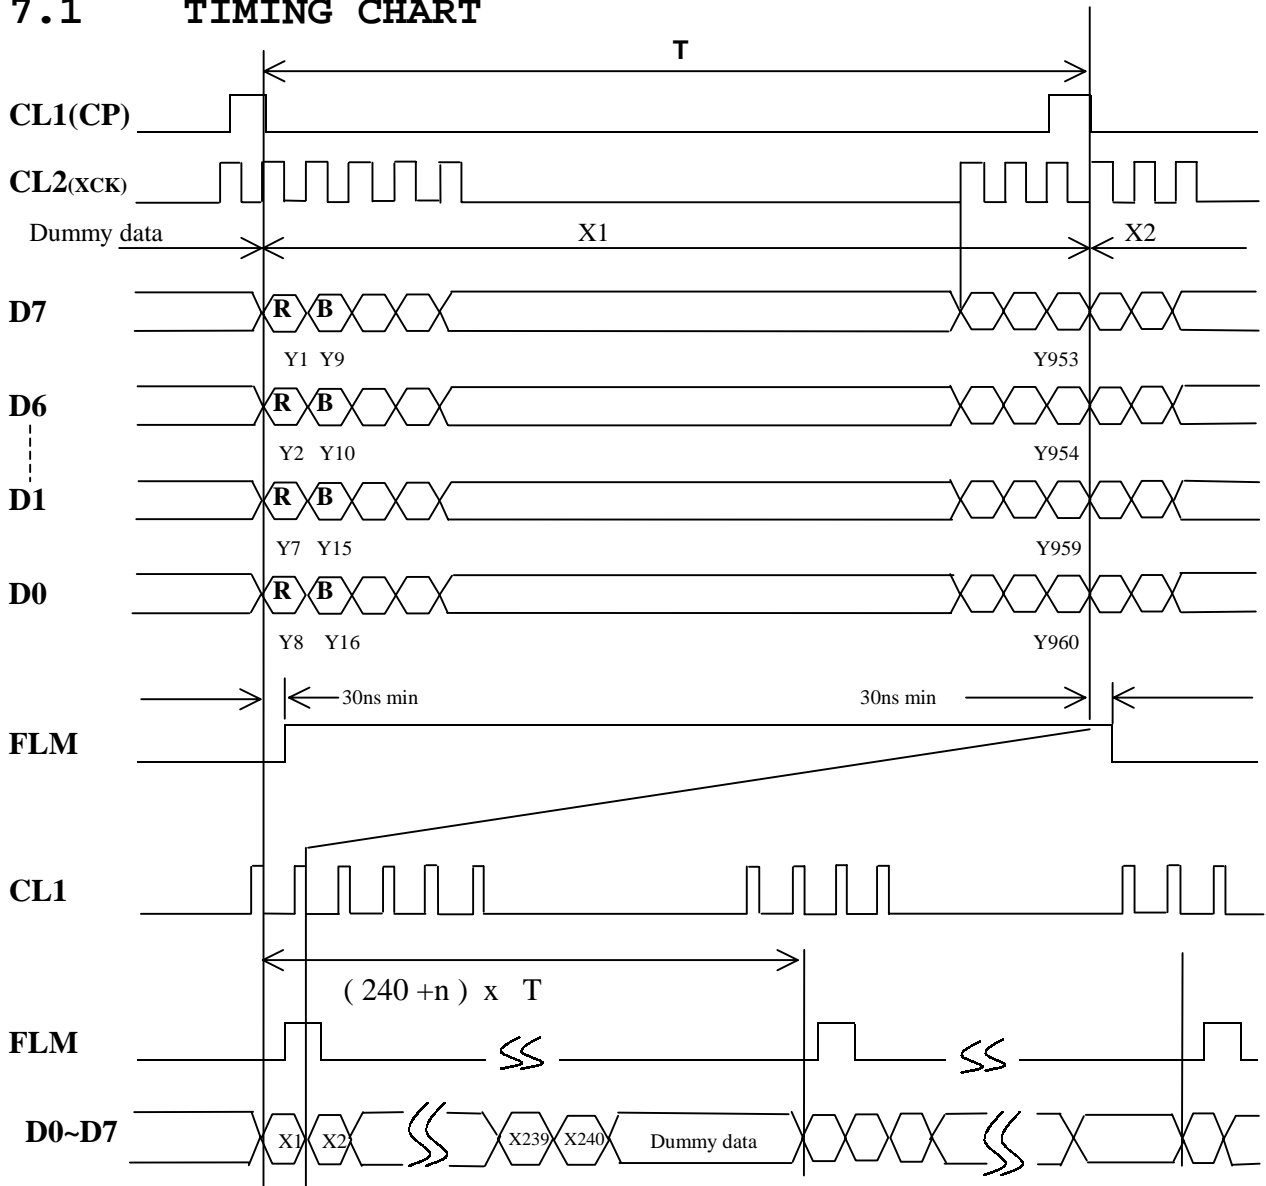 7.1 TIMING CHART
T
CL1(CP)
CL2(XCK)
Dummy data X1 X2
D7 R B
Y1 Y9 Y953
D6 R B
Y2 Y10 Y954
D1 R B
Y7 Y15 Y959
D0 R B
Y8 Y16 Y960
30ns min 30ns min
FLM
CL1
( 240 +n ) x T
FLM
D0~D7 X1 X2 X239 X240 Dummy data